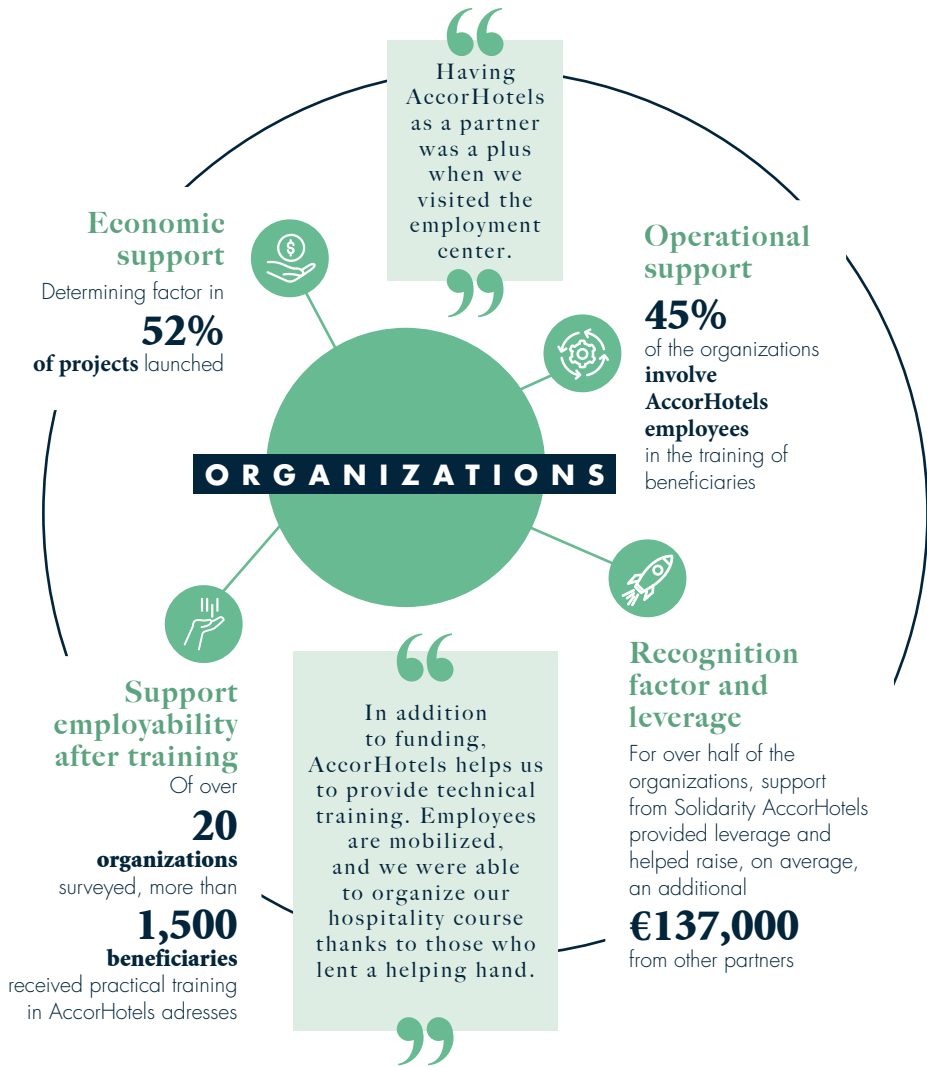 “
Having
AccorHotels
as a partner
was a plus
when we
visited the
employment
center.
”
Economic
support
Determining factor in
52%
of projects launched
$
Operational
support
45%
of the organizations
involve
AccorHotels
employees
in the training of
beneficiaries
ORGANIZATIONS
Support
employability
after training
Of over
20
organizations
surveyed, more than
1,500
beneficiaries
received practical training
in AccorHotels adresses
“
In addition
to funding,
AccorHotels helps us
to provide technical
training. Employees
are mobilized,
and we were able
to organize our
hospitality course
thanks to those who
lent a helping hand.
”
Recognition
factor and
leverage
For over half of the
organizations, support
from Solidarity AccorHotels
provided leverage and
helped raise, on average,
an additional
€137,000
from other partners